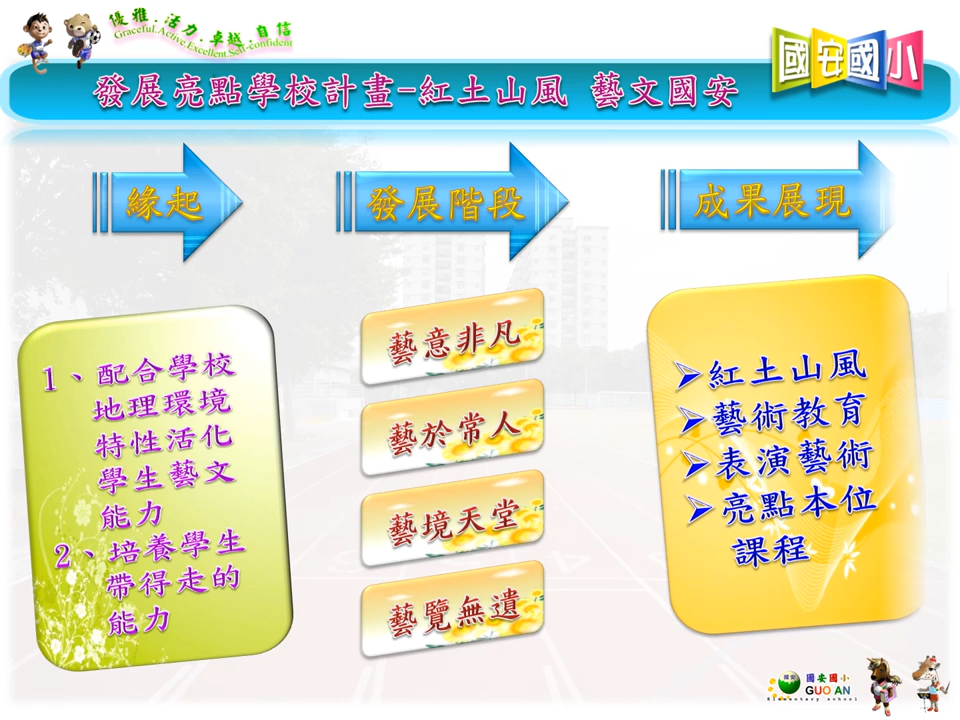 優雅.活力.卓越.自信
Graceful.Active.Excellent.Self-confident
國安國小
發展亮點學校計畫-紅土山風 藝文國安
緣起
發展階段
成果展現
1、配合學校
地理環境
特性活化
學生藝文
能力
2、培養學生
帶得走的
能力
藝意非凡
藝於常人
藝境天堂
藝覽無遺
➢紅土山風
➢藝術教育
➢表演藝術
➢亮點本位
課程
國安
國安國小
GUO AN
Elementary school